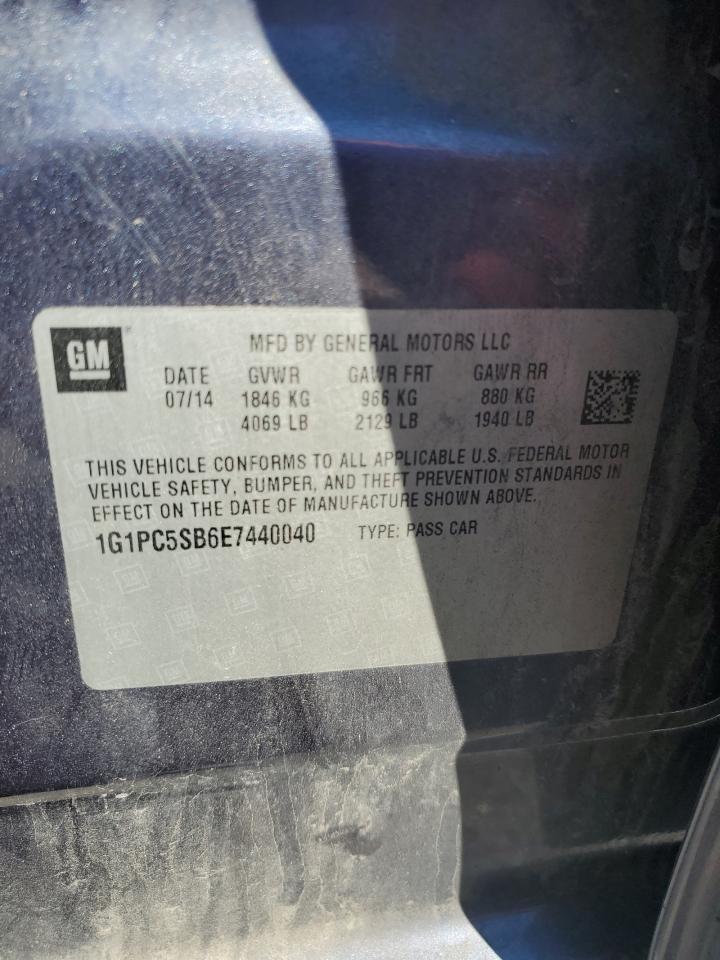 GM
MFD BY GENERAL MOTORS LLC
DATE GVWR GAWR FRT GAWR RR
07/14 1846 KG 966 KG 880 KG
4069 LB 2129 LB 1940 LB
THIS VEHICLE CONFORMS TO ALL APPLICABLE U.S. FEDERAL MOTOR
VEHICLE SAFETY, BUMPER, AND THEFT PREVENTION STANDARDS IN
EFFECT ON THE DATE OF MANUFACTURE SHOWN ABOVE.
1G1PC5SB6E7440040 TYPE: PASS CAR